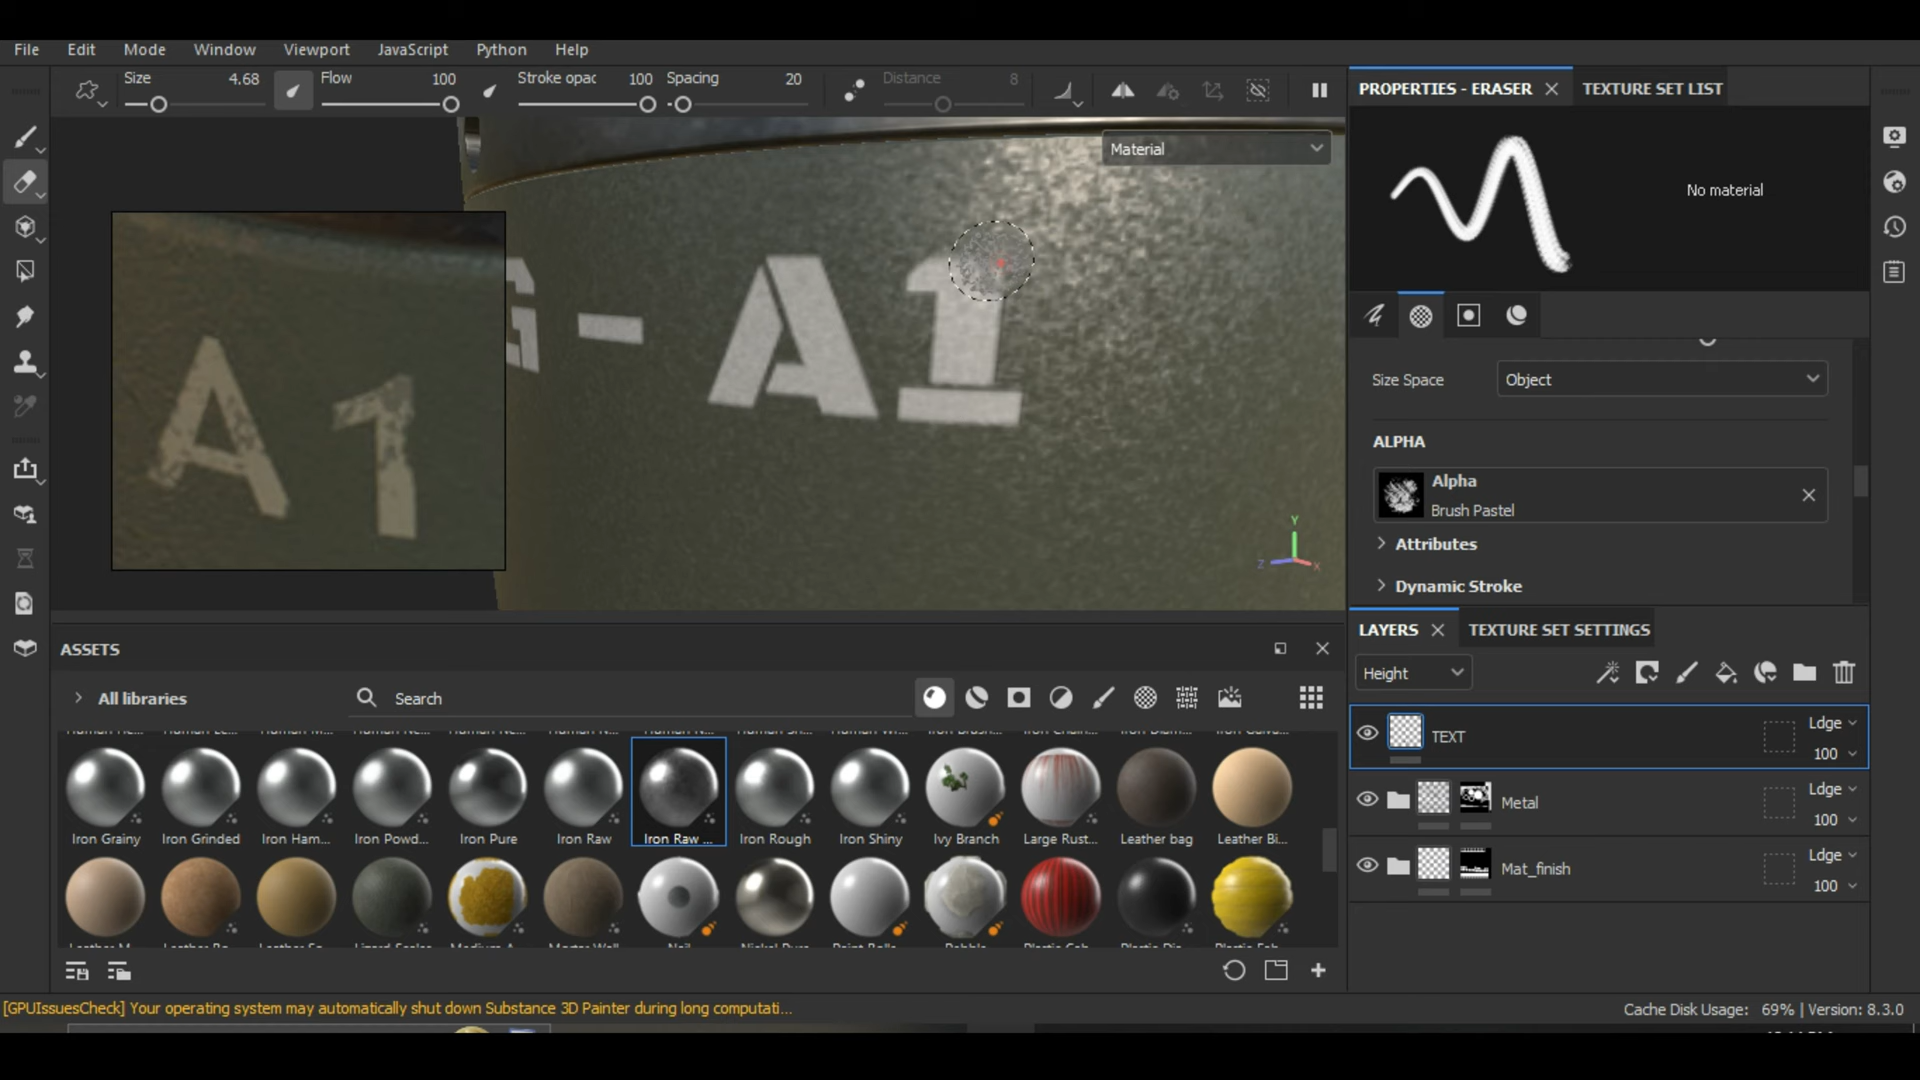 File Edit Mode Window Viewport JavaScript Python Help
Size 4.68 Flow 100 Stroke opac 100 Spacing 20 Distance 8
PROPERTIES - ERASER TEXTURE SET LIST
Material
No material
A1
G-A1
Size Space Object
ALPHA
Alpha
Brush Pastel
Attributes
Dynamic Stroke
Y
Z X
LAYERS TEXTURE SET SETTINGS
Height
TEXT Ldge 100
Metal Ldge 100
Mat_finish Ldge 100
ASSETS
All libraries Search
Iron Grainy Iron Grinded Iron Ham... Iron Powd... Iron Pure Iron Raw Iron Raw ... Iron Rough Iron Shiny Ivy Branch Large Rust... Leather bag Leather Bi...
[GPUIssuesCheck] Your operating system may automatically shut down Substance 3D Painter during long computati...
Cache Disk Usage: 69% | Version: 8.3.0